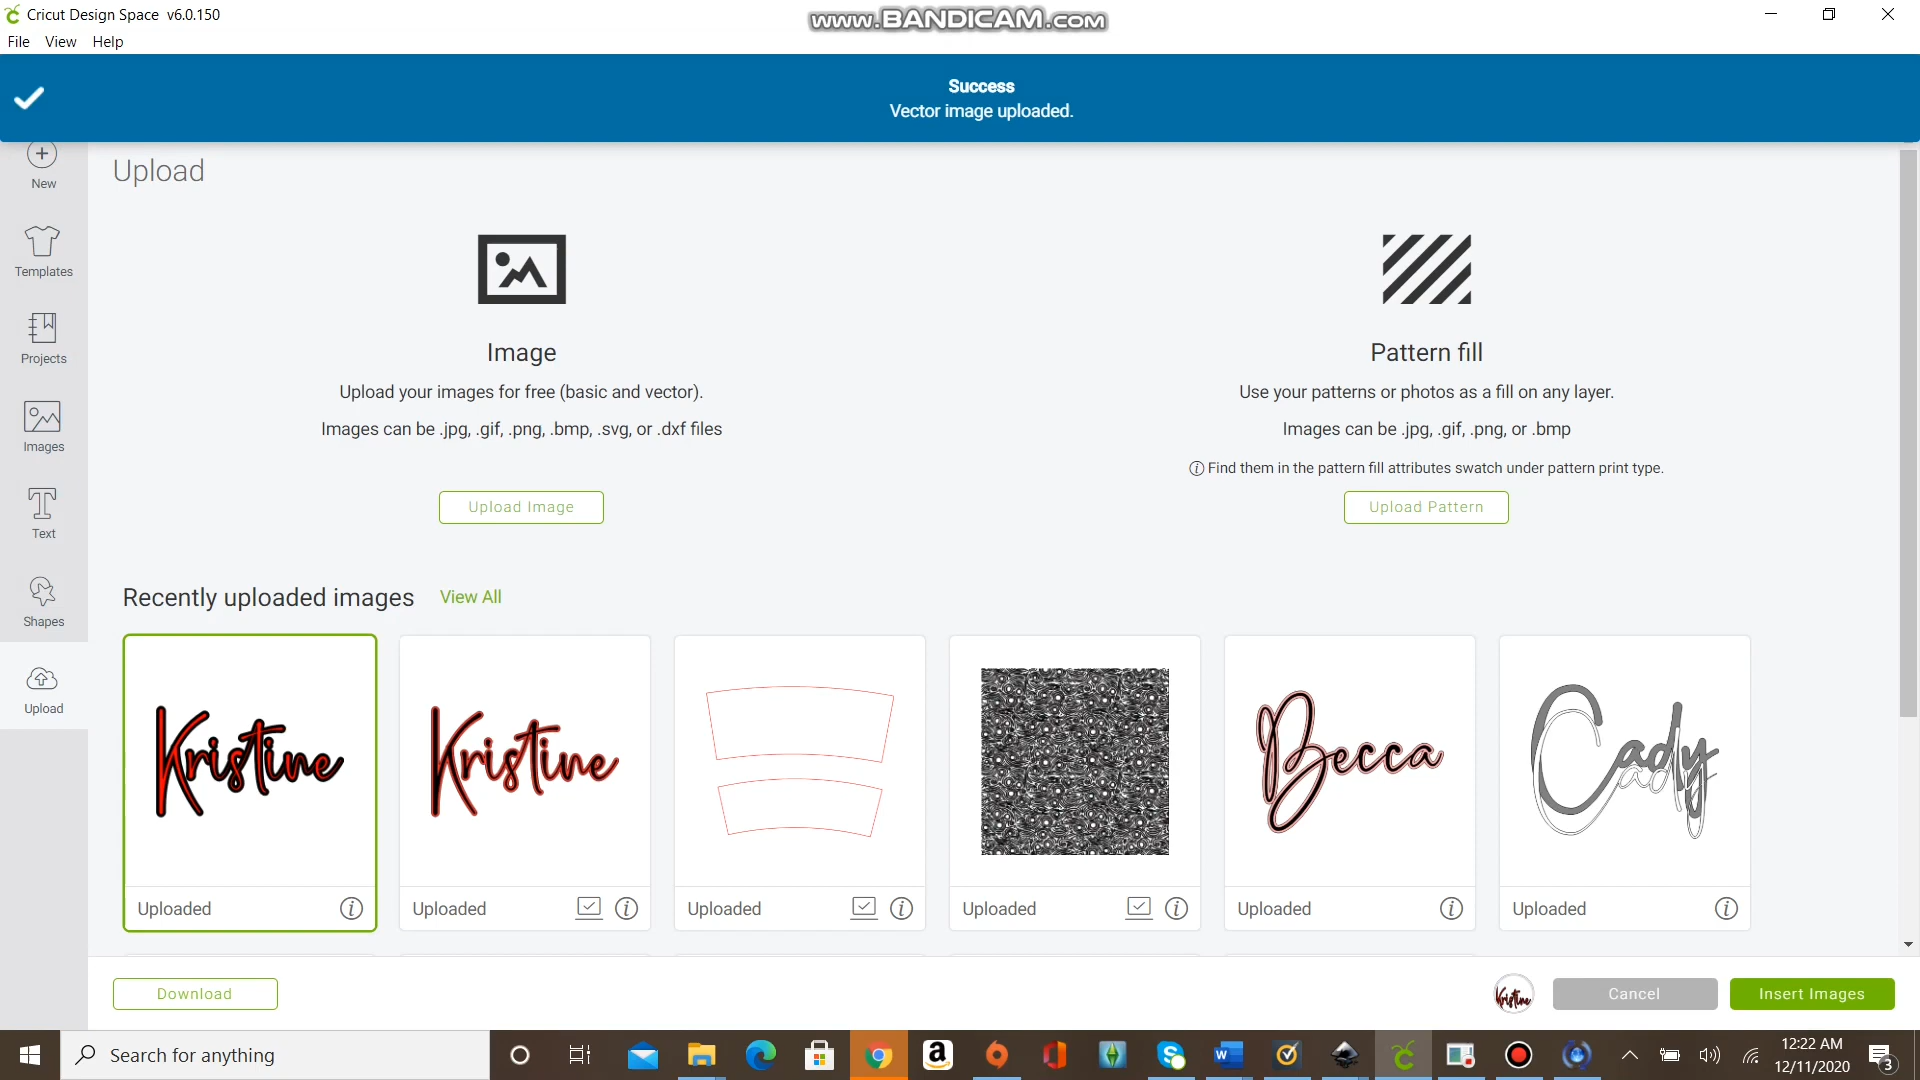 Cricut Design Space v6.0.150
www.BANDICAM.com
File View Help
Success
Vector image uploaded.
New
Upload
Templates
Projects
Images
Text
Shapes
Upload
Image
Upload your images for free (basic and vector).
Images can be .jpg, .gif, .png, .bmp, .svg, or .dxf files
Upload Image
Pattern fill
Use your patterns or photos as a fill on any layer.
Images can be .jpg, .gif, .png, or .bmp
Find them in the pattern fill attributes swatch under pattern print type.
Upload Pattern
Recently uploaded images View All
Kristine
Kristine
Becca
Cady
Uploaded
Uploaded
Uploaded
Uploaded
Uploaded
Uploaded
Download
Kristine
Cancel
Insert Images
Search for anything
12:22 AM
12/11/2020
3